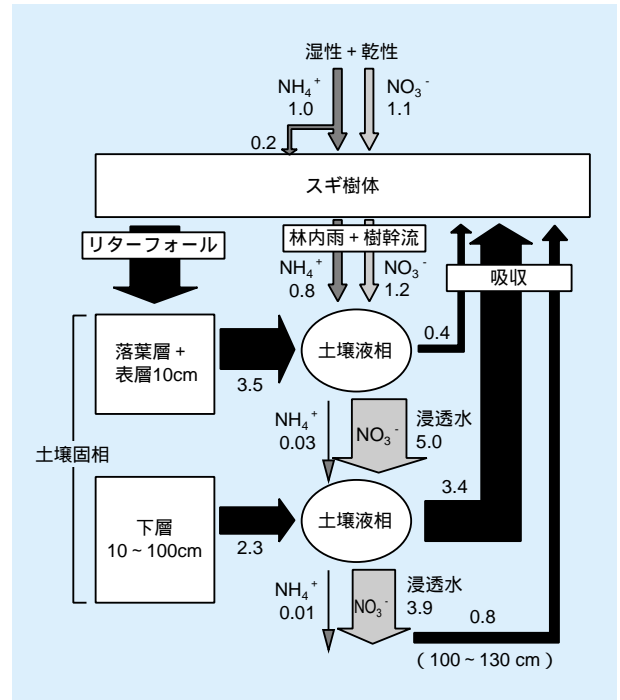 湿性 + 乾性
NH₄⁺
1.0
NO₃⁻
1.1
0.2
スギ樹体
リターフォール
林内雨 + 樹幹流
吸収
NH₄⁺
0.8
NO₃⁻
1.2
落葉層 +
表層10cm
3.5
土壌液相
0.4
NH₄⁺
0.03
NO₃⁻
浸透水
5.0
土壌固相
下層
10 ~ 100cm
2.3
土壌液相
3.4
NH₄⁺
0.01
NO₃⁻
浸透水
3.9
0.8
( 100 ~ 130 cm )